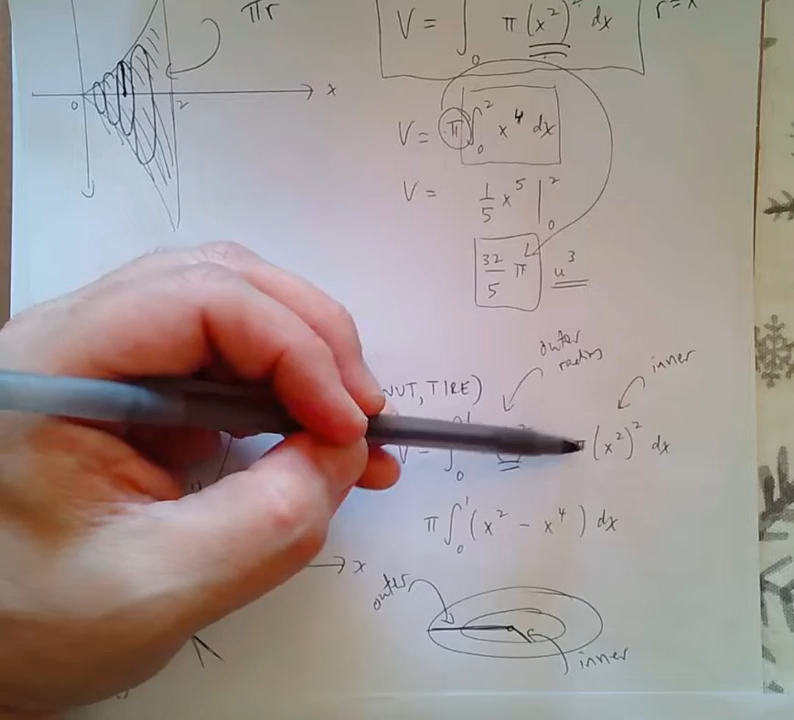 πr
V = ∫₀ π (x²)² dx
r = x
x
0
2
V = π ∫₀² x⁴ dx
V = 1/5 x⁵ |₀²
32/5 π u³
outer radius
inner
NUT, TIRE)
V = ∫₀¹ π (x²)² dx
π ∫₀¹ (x² − x⁴) dx
x
outer
inner